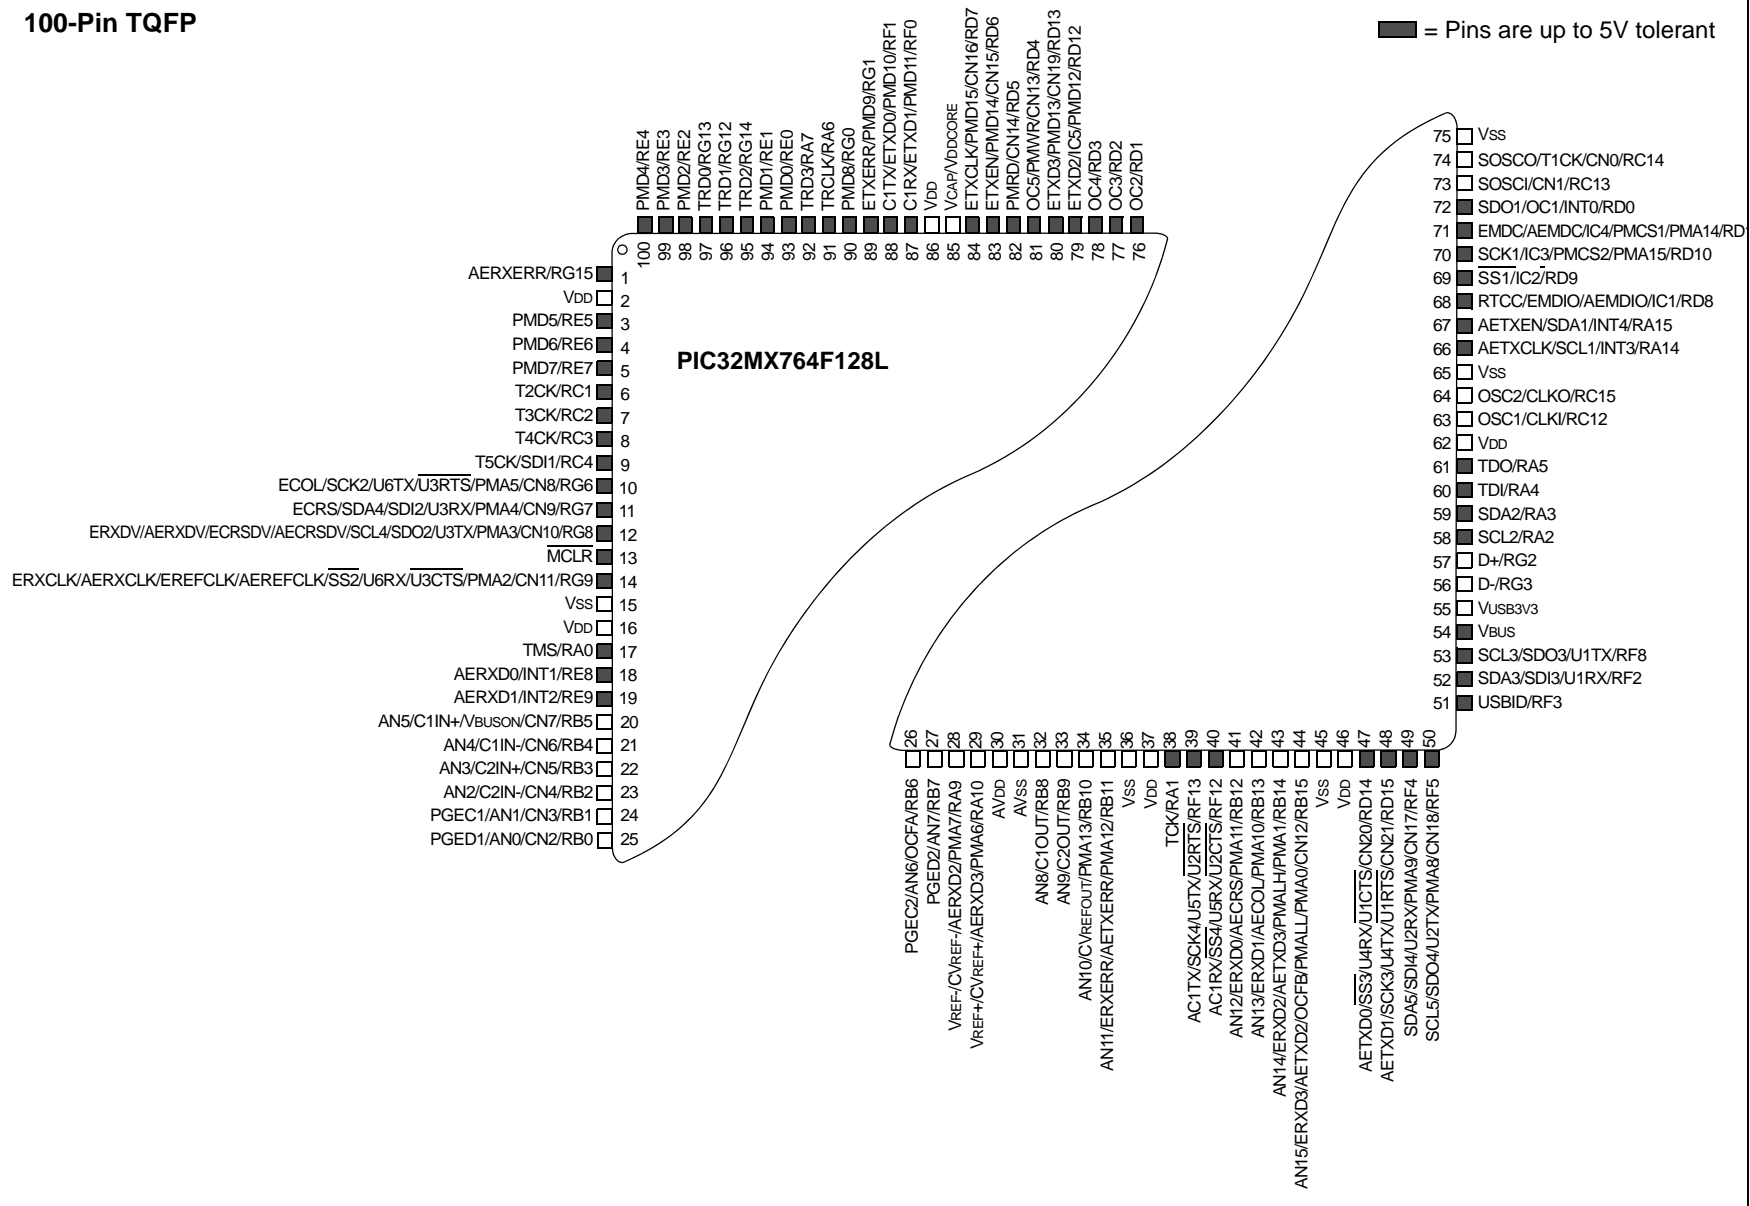 100-Pin TQFP
= Pins are up to 5V tolerant
PIC32MX764F128L
PMD4/RE4 100
PMD3/RE3 99
PMD2/RE2 98
TRD0/RG13 97
TRD1/RG12 96
TRD2/RG14 95
PMD1/RE1 94
PMD0/RE0 93
TRD3/RA7 92
TRCLK/RA6 91
PMD8/RG0 90
ETXERR/PMD9/RG1 89
C1TX/ETXD0/PMD10/RF1 88
C1RX/ETXD1/PMD11/RF0 87
VDD 86
VCAP/VDDCORE 85
ETXCLK/PMD15/CN16/RD7 84
ETXEN/PMD14/CN15/RD6 83
PMRD/CN14/RD5 82
OC5/PMWR/CN13/RD4 81
ETXD3/PMD13/CN19/RD13 80
ETXD2/IC5/PMD12/RD12 79
OC4/RD3 78
OC3/RD2 77
OC2/RD1 76
AERXERR/RG15 1
VDD 2
PMD5/RE5 3
PMD6/RE6 4
PMD7/RE7 5
T2CK/RC1 6
T3CK/RC2 7
T4CK/RC3 8
T5CK/SDI1/RC4 9
ECOL/SCK2/U6TX/U3RTS/PMA5/CN8/RG6 10
ECRS/SDA4/SDI2/U3RX/PMA4/CN9/RG7 11
ERXDV/AERXDV/ECRSDV/AECRSDV/SCL4/SDO2/U3TX/PMA3/CN10/RG8 12
MCLR 13
ERXCLK/AERXCLK/EREFCLK/AEREFCLK/SS2/U6RX/U3CTS/PMA2/CN11/RG9 14
VSS 15
VDD 16
TMS/RA0 17
AERXD0/INT1/RE8 18
AERXD1/INT2/RE9 19
AN5/C1IN+/VBUSON/CN7/RB5 20
AN4/C1IN-/CN6/RB4 21
AN3/C2IN+/CN5/RB3 22
AN2/C2IN-/CN4/RB2 23
PGEC1/AN1/CN3/RB1 24
PGED1/AN0/CN2/RB0 25
75 VSS
74 SOSCO/T1CK/CN0/RC14
73 SOSCI/CN1/RC13
72 SDO1/OC1/INT0/RD0
71 EMDC/AEMDC/IC4/PMCS1/PMA14/RD
70 SCK1/IC3/PMCS2/PMA15/RD10
69 SS1/IC2/RD9
68 RTCC/EMDIO/AEMDIO/IC1/RD8
67 AETXEN/SDA1/INT4/RA15
66 AETXCLK/SCL1/INT3/RA14
65 VSS
64 OSC2/CLKO/RC15
63 OSC1/CLKI/RC12
62 VDD
61 TDO/RA5
60 TDI/RA4
59 SDA2/RA3
58 SCL2/RA2
57 D+/RG2
56 D-/RG3
55 VUSB3V3
54 VBUS
53 SCL3/SDO3/U1TX/RF8
52 SDA3/SDI3/U1RX/RF2
51 USBID/RF3
26 PGEC2/AN6/OCFA/RB6
27 PGED2/AN7/RB7
28 VREF-/CVREF-/AERXD2/PMA7/RA9
29 VREF+/CVREF+/AERXD3/PMA6/RA10
30 AVDD
31 AVSS
32 AN8/C1OUT/RB8
33 AN9/C2OUT/RB9
34 AN10/CVREFOUT/PMA13/RB10
35 AN11/ERXERR/AETXERR/PMA12/RB11
36 VSS
37 VDD
38 TCK/RA1
39 AC1TX/SCK4/U5TX/U2RTS/RF13
40 AC1RX/SS4/U5RX/U2CTS/RF12
41 AN12/ERXD0/AECRS/PMA11/RB12
42 AN13/ERXD1/AECOL/PMA10/RB13
43 AN14/ERXD2/AETXD3/PMALH/PMA1/RB14
44 AN15/ERXD3/AETXD2/OCFB/PMALL/PMA0/CN12/RB15
45 VSS
46 VDD
47 AETXD0/SS3/U4RX/U1CTS/CN20/RD14
48 AETXD1/SCK3/U4TX/U1RTS/CN21/RD15
49 SDA5/SDI4/U2RX/PMA9/CN17/RF4
50 SCL5/SDO4/U2TX/PMA8/CN18/RF5